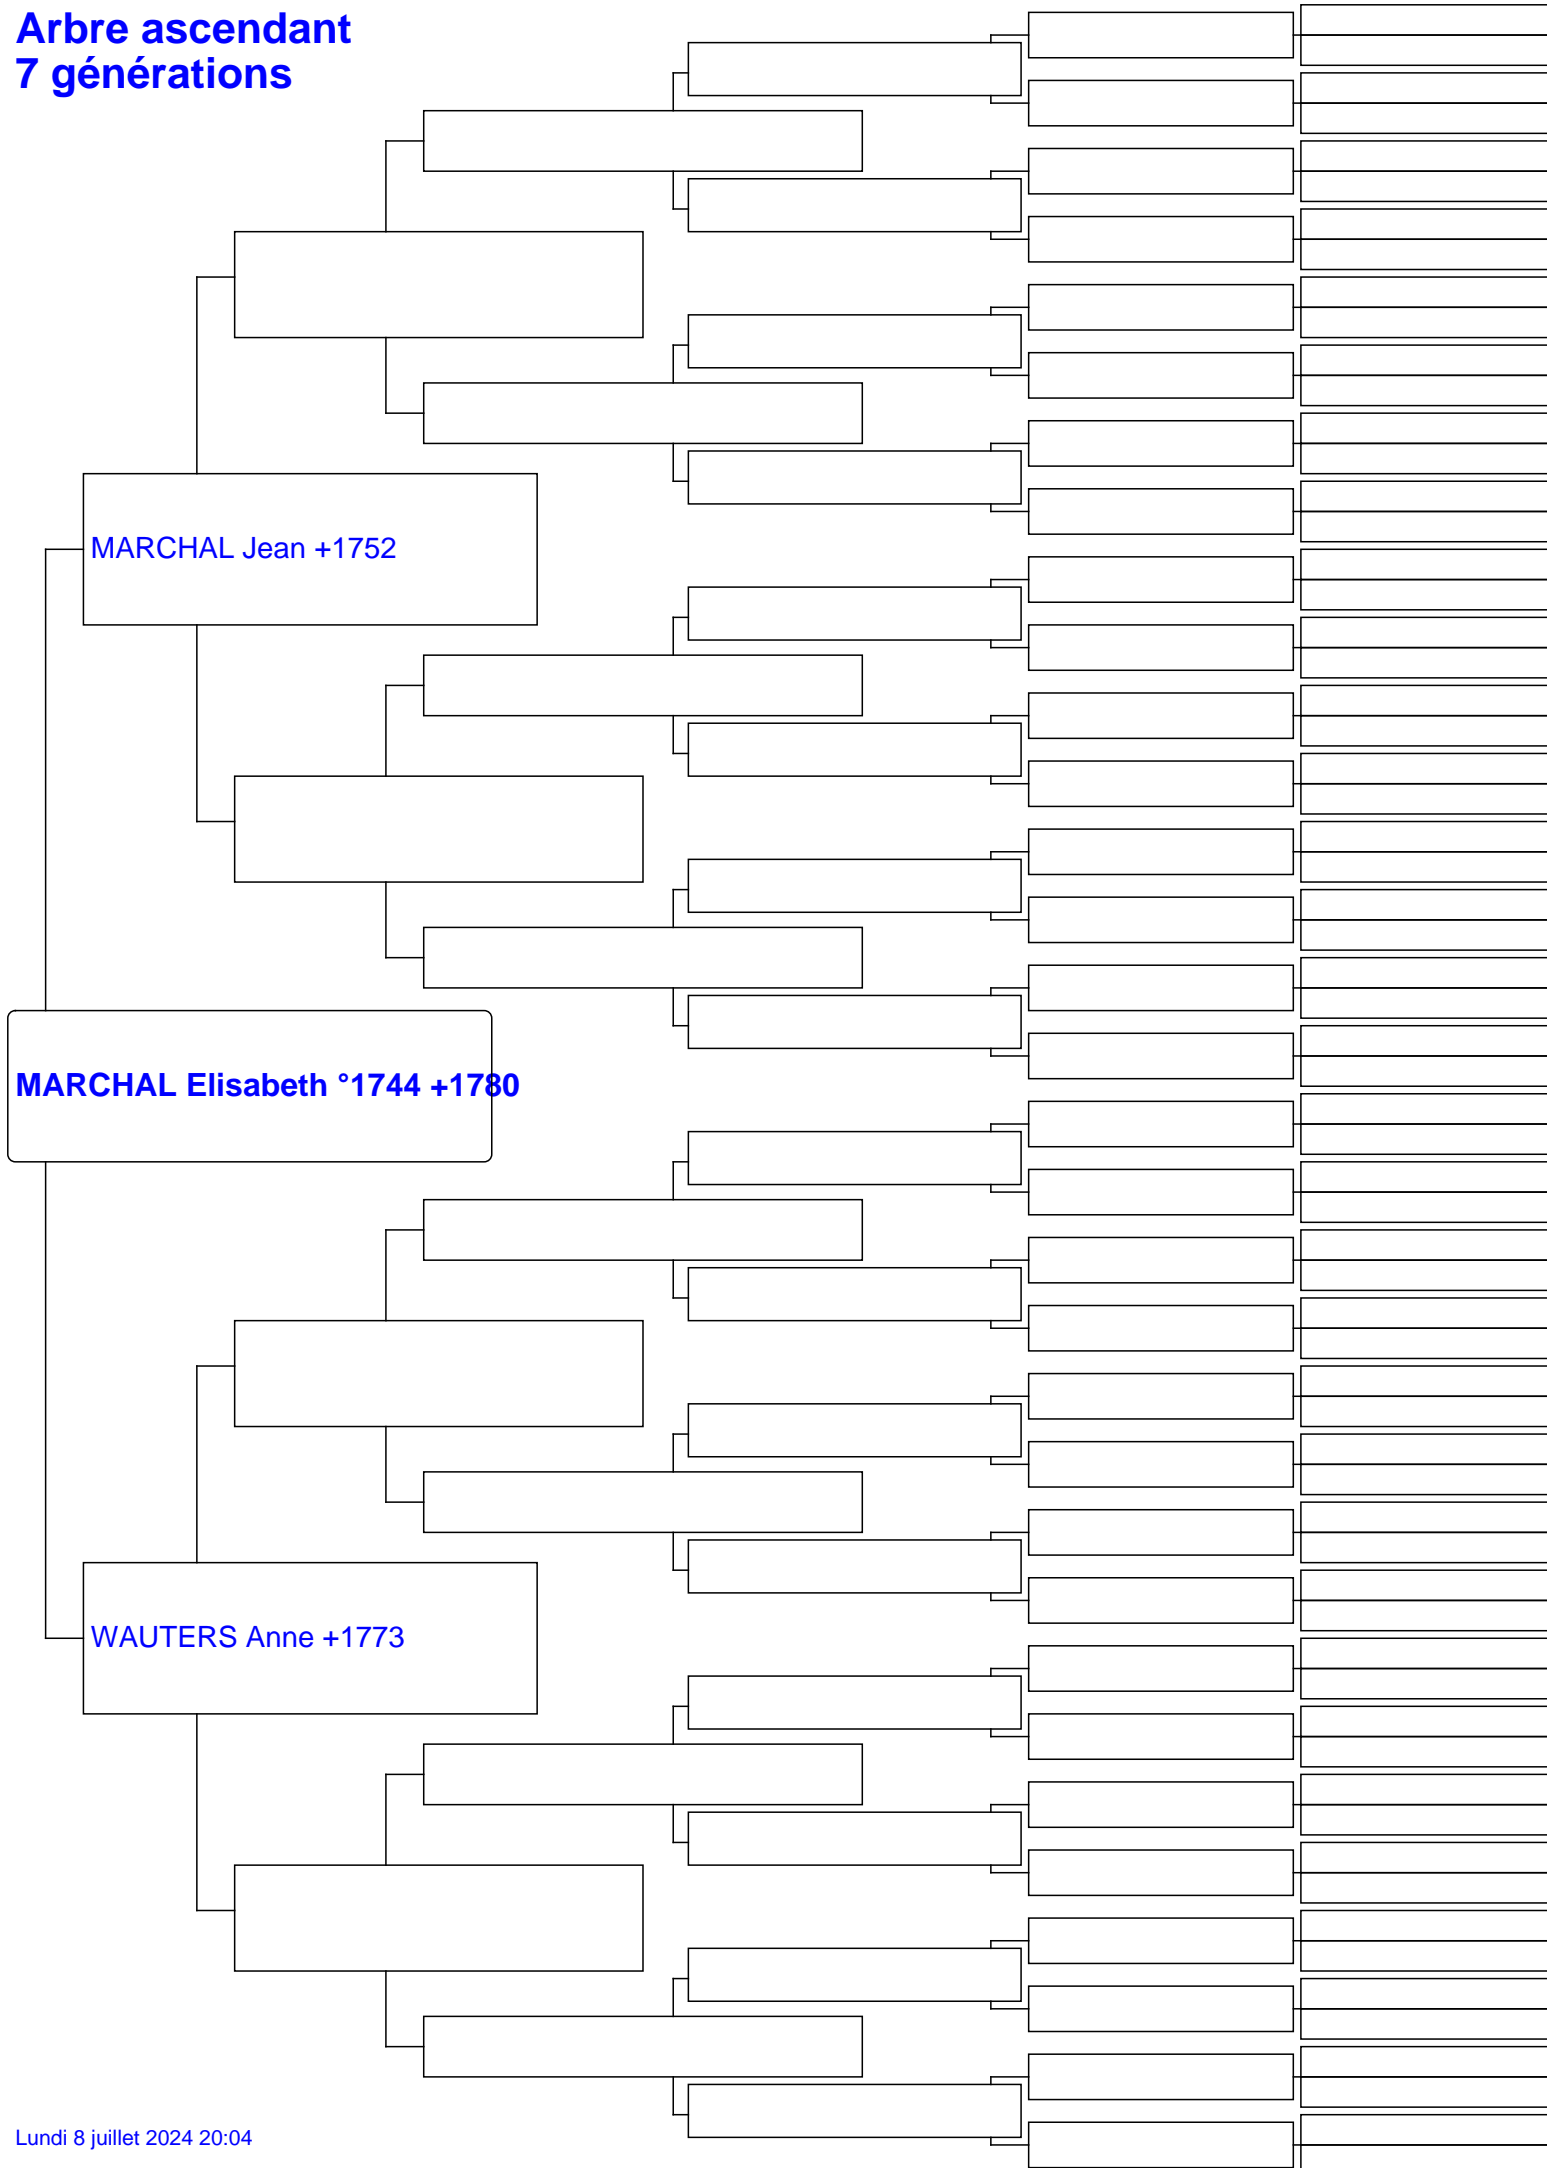 Arbre ascendant
7 générations
MARCHAL Jean +1752
MARCHAL Elisabeth °1744 +1780
WAUTERS Anne +1773
Lundi 8 juillet 2024 20:04